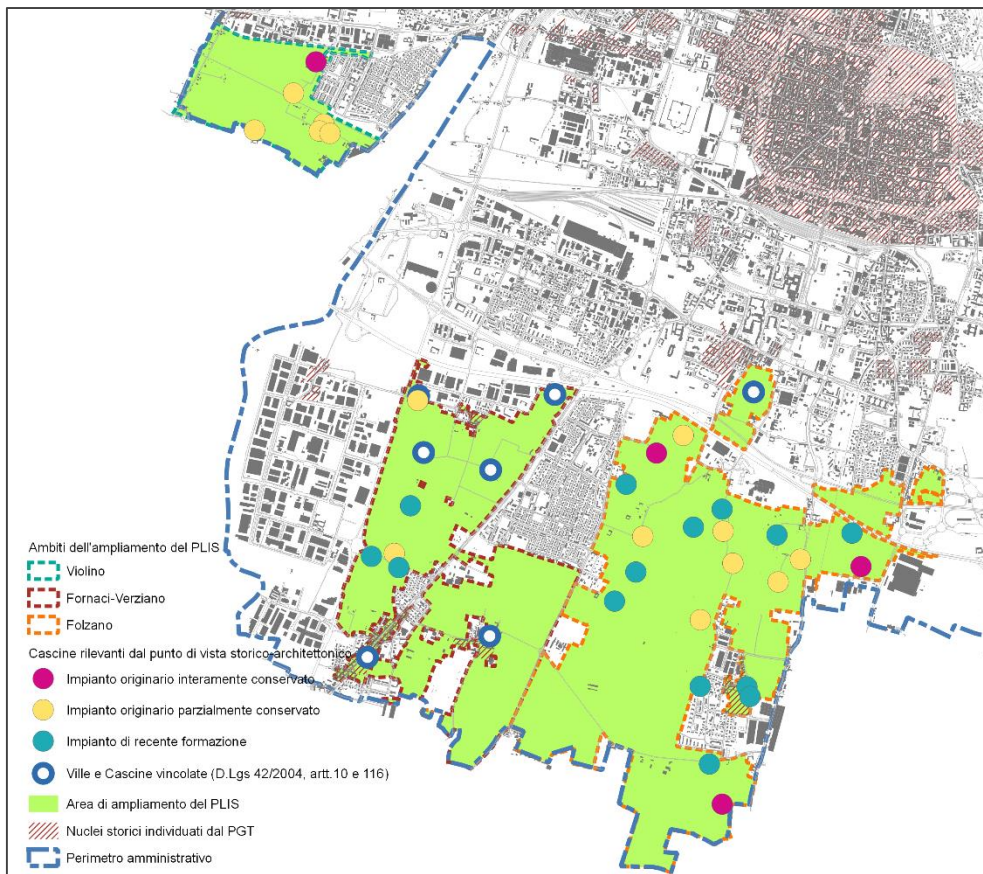 Ambiti dell'ampliamento del PLIS
Violino
Fornaci-Verziano
Folzano
Cascine rilevanti dal punto di vista storico-architettonico
Impianto originario interamente conservato
Impianto originario parzialmente conservato
Impianto di recente formazione
Ville e Cascine vincolate (D.Lgs 42/2004, artt.10 e 116)
Area di ampliamento del PLIS
Nuclei storici individuati dal PGT
Perimetro amministrativo